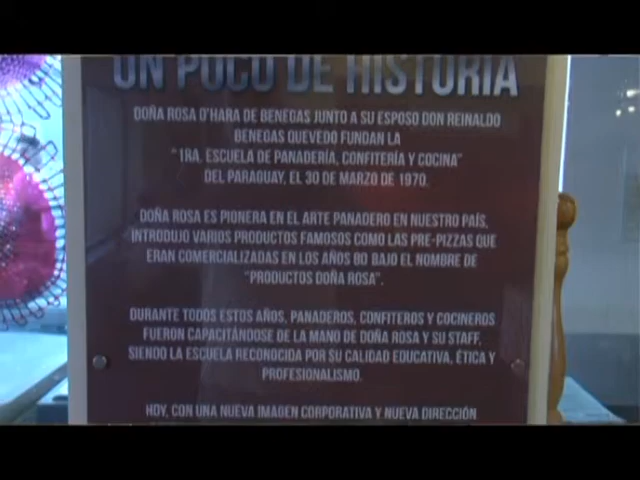 UN POCO DE HISTORIA
DOÑA ROSA O'HARA DE BENEGAS JUNTO A SU ESPOSO DON REINALDO
BENEGAS QUEVEDO FUNDAN LA
"1RA. ESCUELA DE PANADERÍA, CONFITERÍA Y COCINA"
DEL PARAGUAY, EL 30 DE MARZO DE 1970.
DOÑA ROSA ES PIONERA EN EL ARTE PANADERO EN NUESTRO PAÍS,
INTRODUJO VARIOS PRODUCTOS FAMOSOS COMO LAS PRE-PIZZAS QUE
ERAN COMERCIALIZADAS EN LOS AÑOS 80 BAJO EL NOMBRE DE
"PRODUCTOS DOÑA ROSA".
DURANTE TODOS ESTOS AÑOS, PANADEROS, CONFITEROS Y COCINEROS
FUERON CAPACITÁNDOSE DE LA MANO DE DOÑA ROSA Y SU STAFF,
SIENDO LA ESCUELA RECONOCIDA POR SU CALIDAD EDUCATIVA, ÉTICA Y
PROFESIONALISMO.
HOY, CON UNA NUEVA IMAGEN CORPORATIVA Y NUEVA DIRECCIÓN